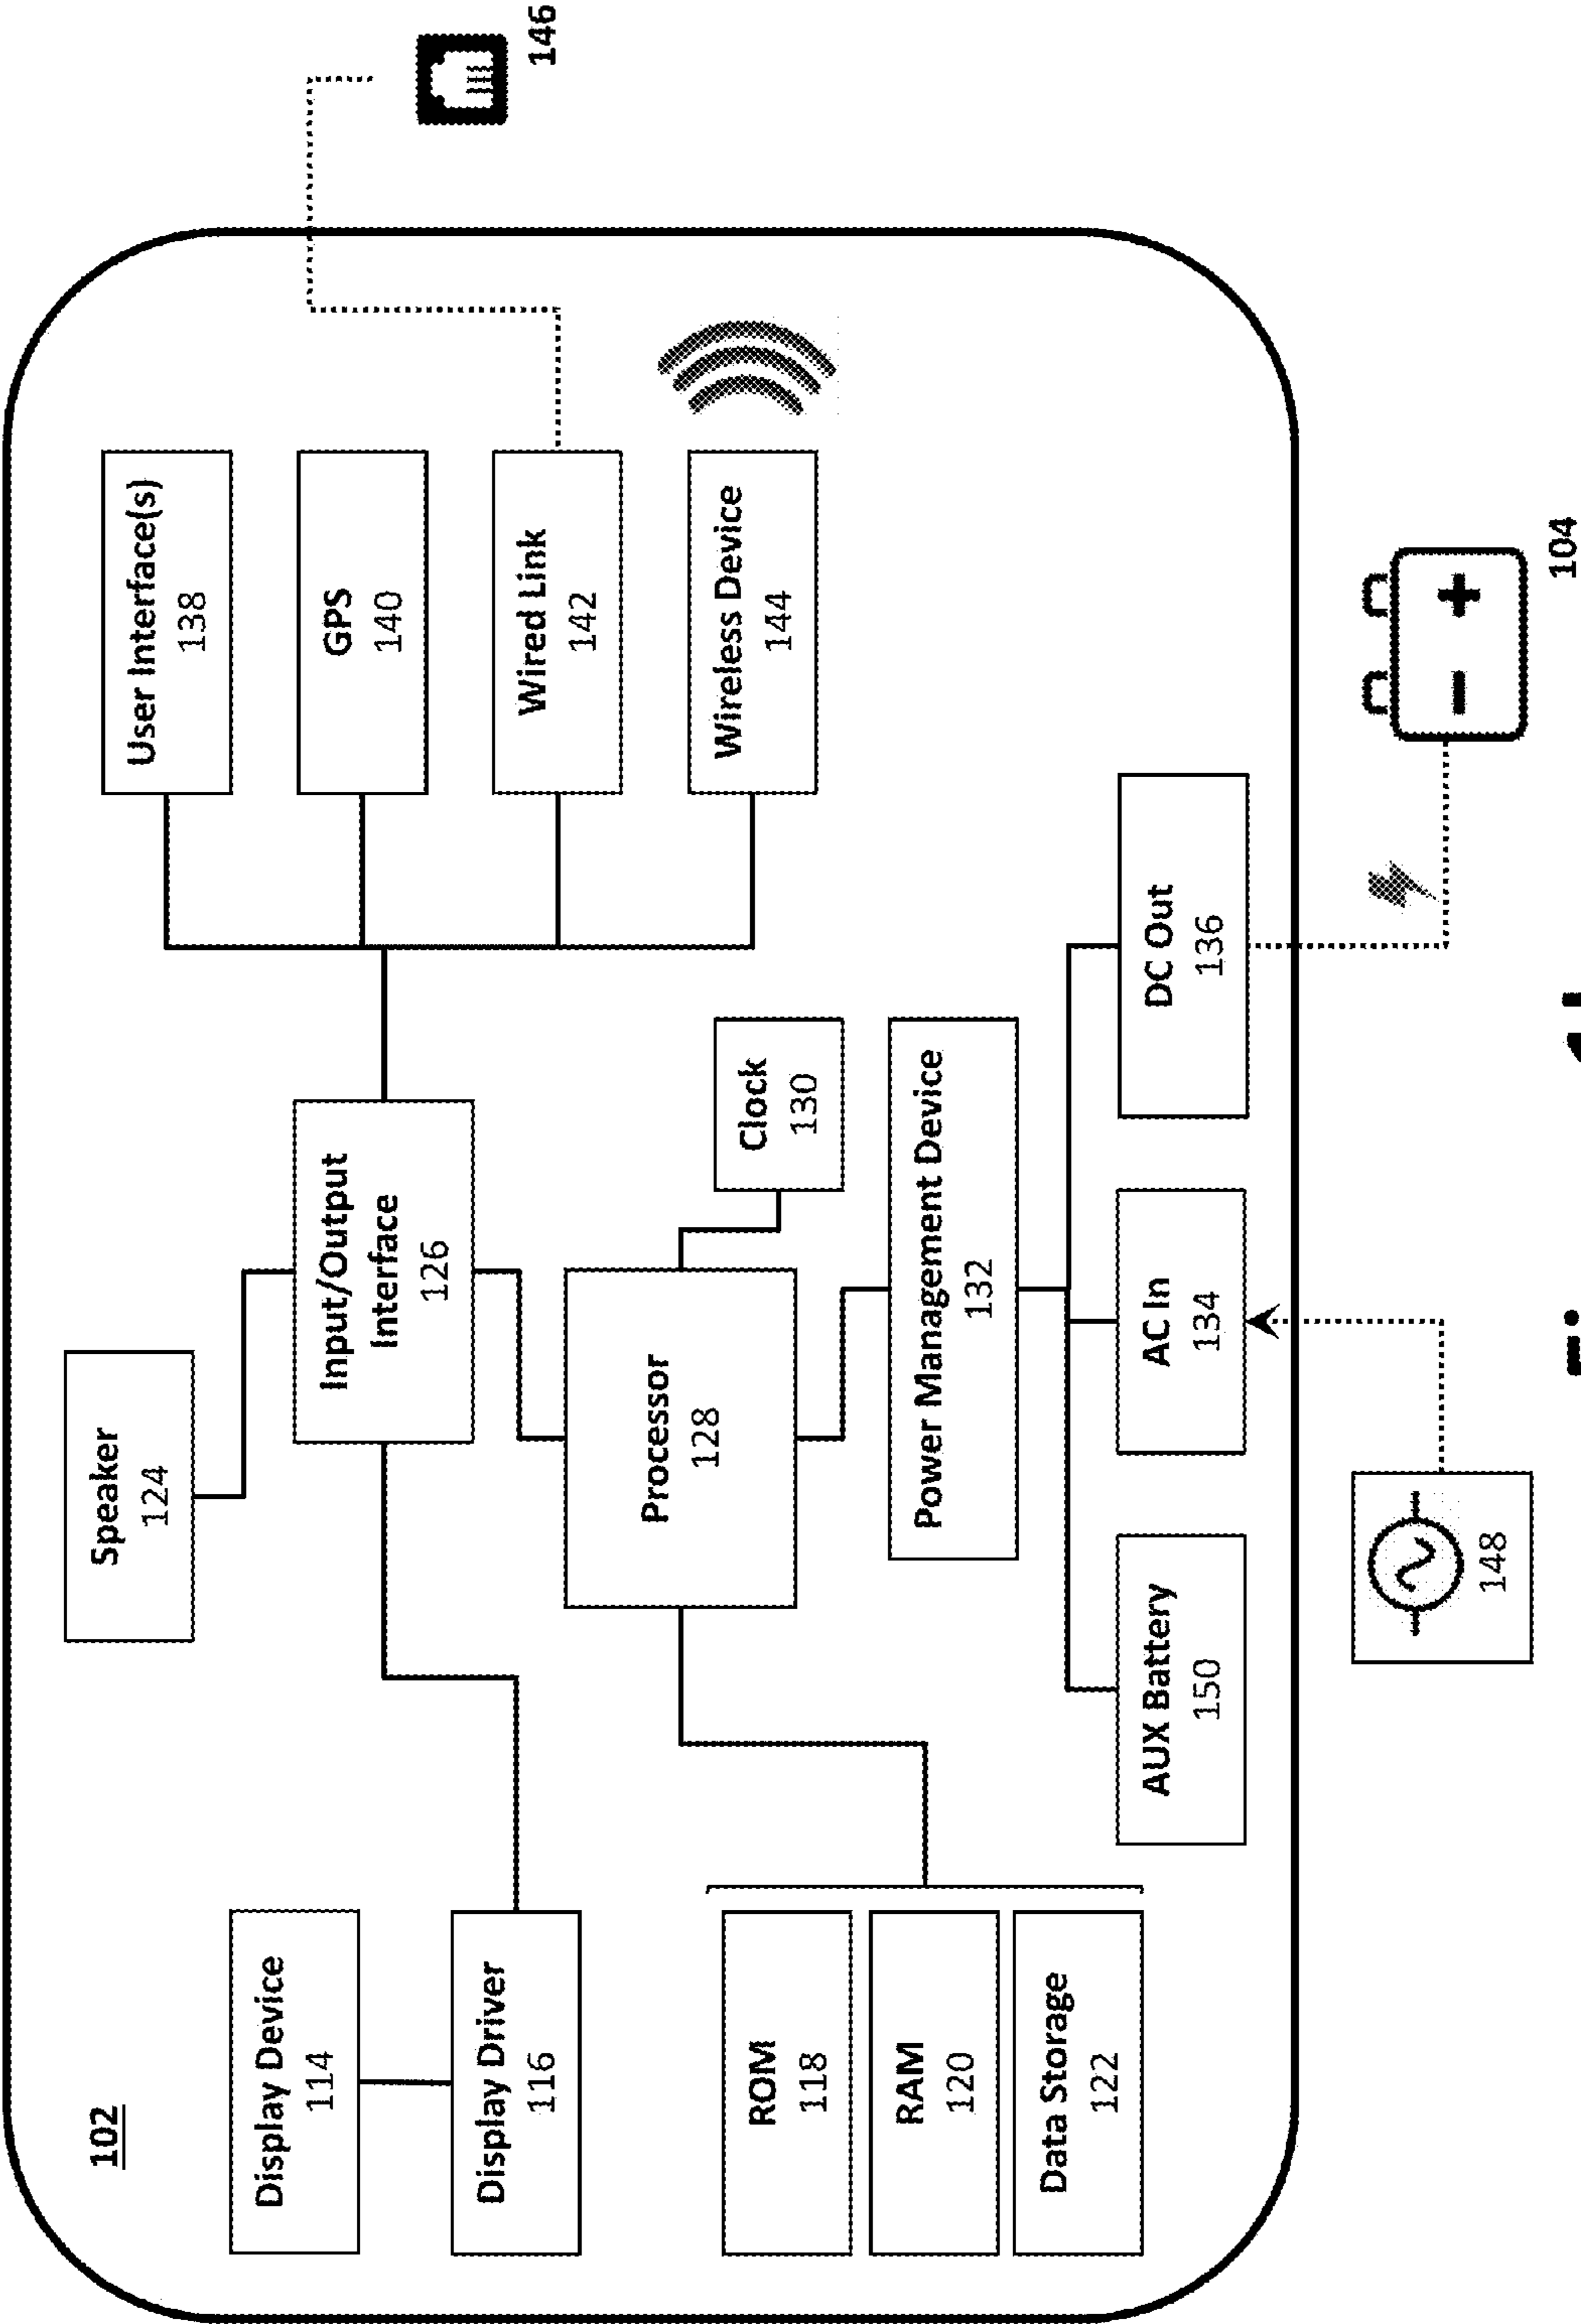 102
Display Device
114
Display Driver
116
ROM
118
RAM
120
Data Storage
122
Speaker
124
Input/Output
Interface
126
Processor
128
Clock
130
Power Management Device
132
AUX Battery
150
AC In
134
DC Out
136
User Interface(s)
138
GPS
140
Wired Link
142
Wireless Device
144
146
148
104